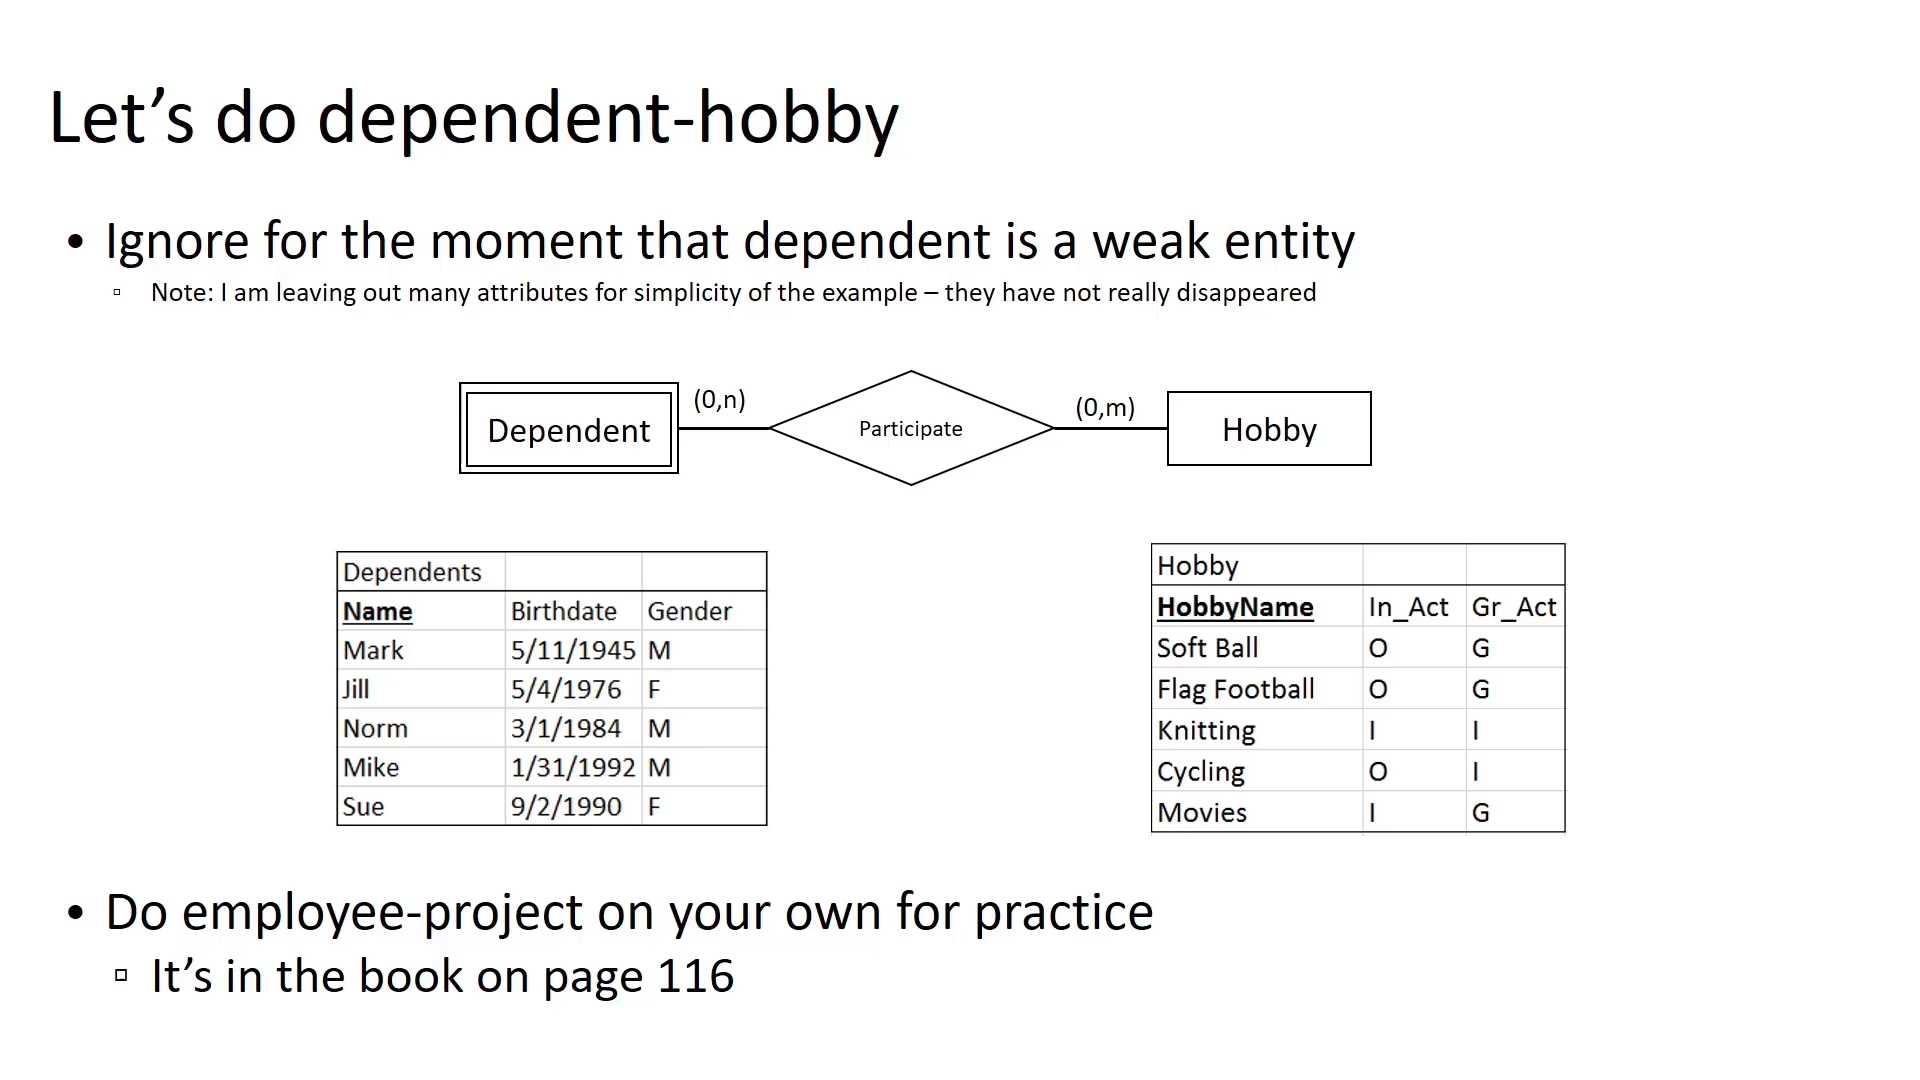 Let’s do dependent-hobby
• Ignore for the moment that dependent is a weak entity
▫ Note: I am leaving out many attributes for simplicity of the example – they have not really disappeared
Dependent (0,n) Participate (0,m) Hobby
Dependents
Name Birthdate Gender
Mark 5/11/1945 M
Jill 5/4/1976 F
Norm 3/1/1984 M
Mike 1/31/1992 M
Sue 9/2/1990 F
Hobby
HobbyName In_Act Gr_Act
Soft Ball O G
Flag Football O G
Knitting I I
Cycling O I
Movies I G
• Do employee-project on your own for practice
▫ It’s in the book on page 116